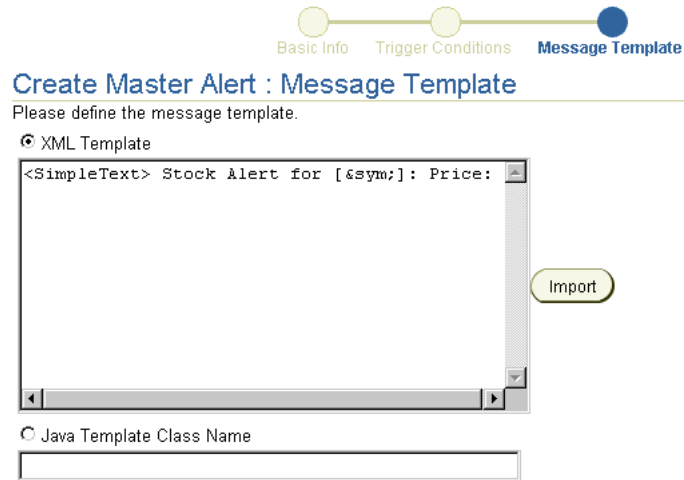 Basic Info Trigger Conditions Message Template
Create Master Alert : Message Template
Please define the message template.
XML Template
<SimpleText> Stock Alert for [&sym;]: Price:
Import
Java Template Class Name